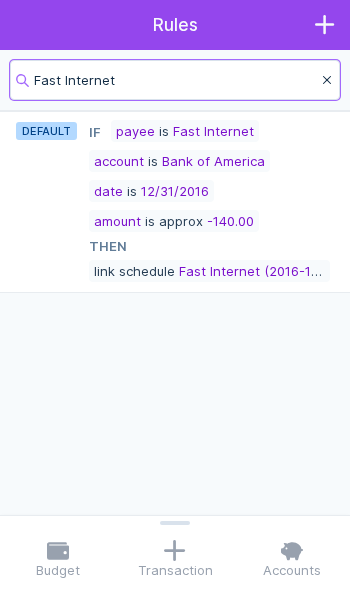 Rules
Fast Internet
DEFAULT IF payee is Fast Internet
account is Bank of America
date is 12/31/2016
amount is approx -140.00
THEN
link schedule Fast Internet (2016-1…
Budget Transaction Accounts